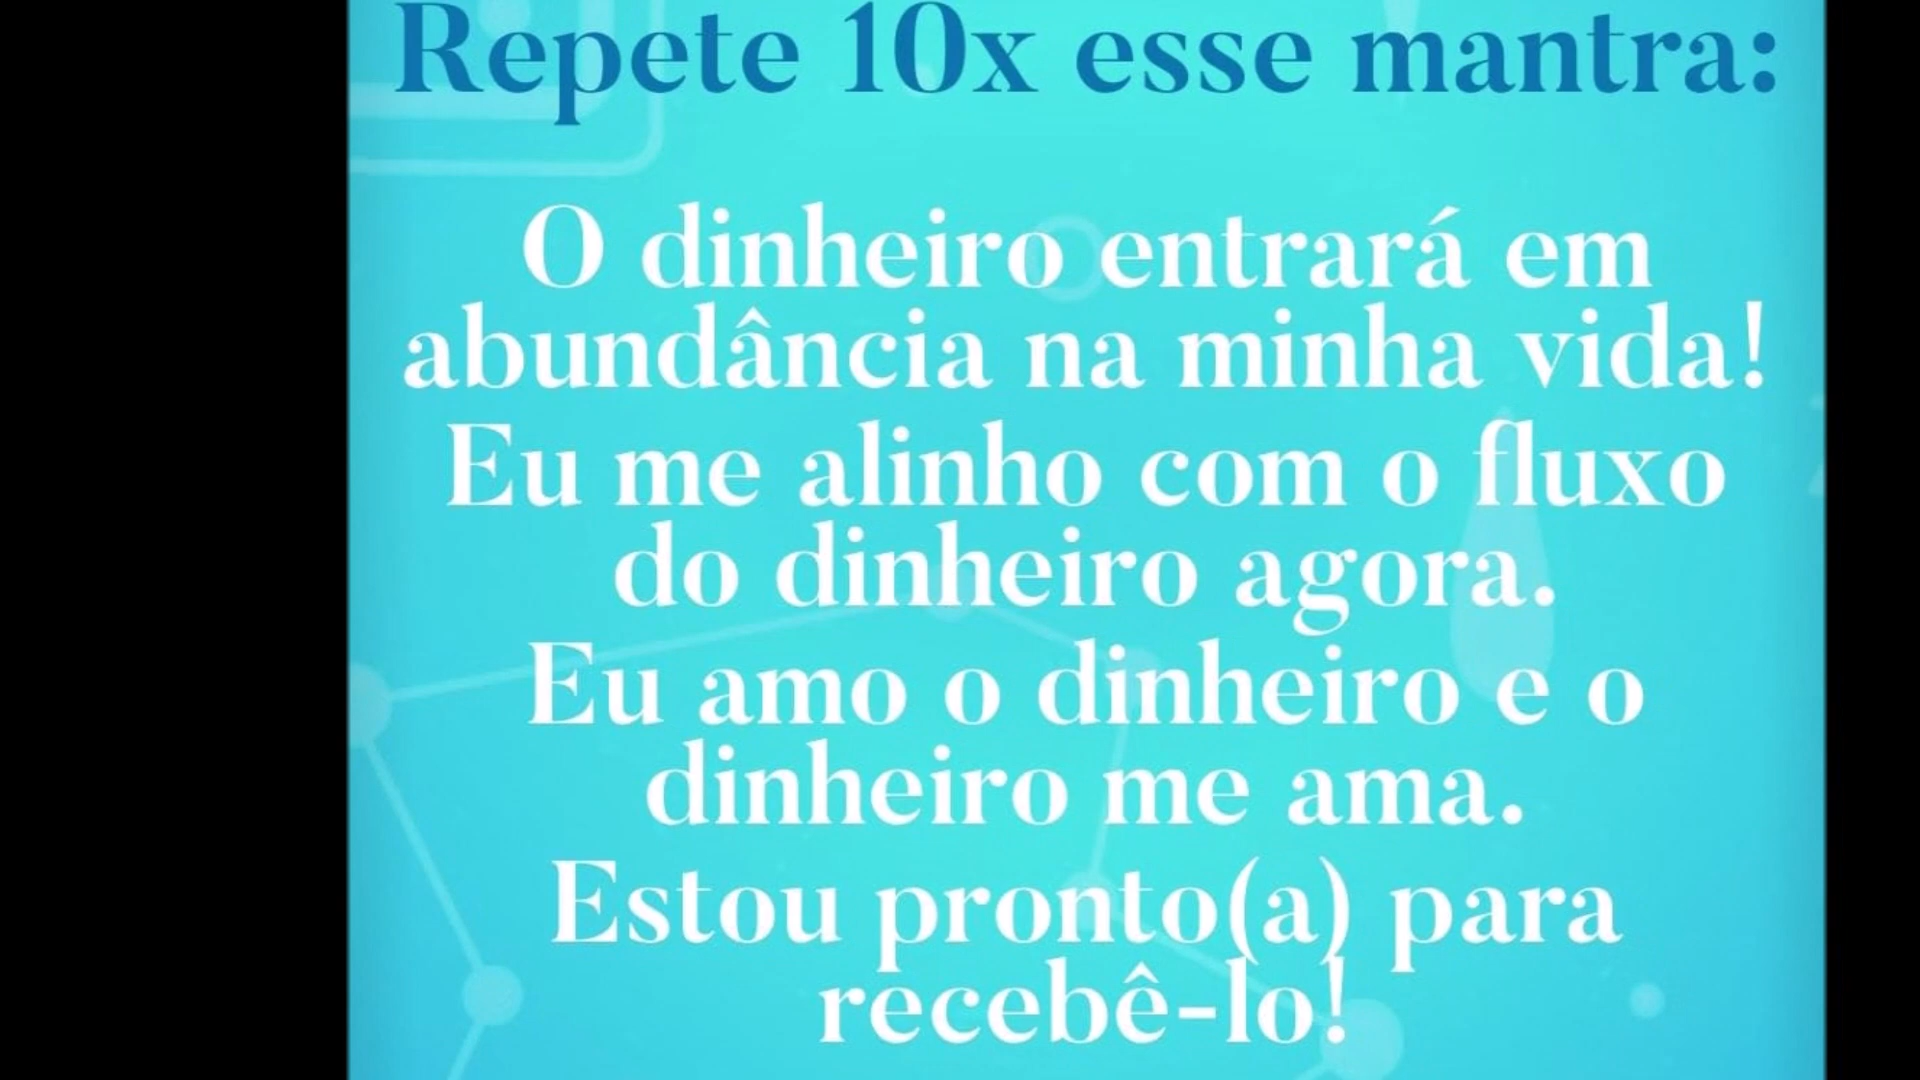 Repete 10x esse mantra:
O dinheiro entrará em
abundância na minha vida!
Eu me alinho com o fluxo
do dinheiro agora.
Eu amo o dinheiro e o
dinheiro me ama.
Estou pronto(a) para
recebê-lo!